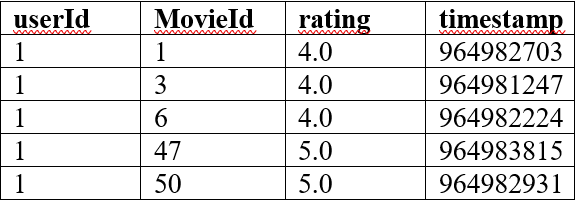 userId MovieId rating timestamp
1 1 4.0 964982703
1 3 4.0 964981247
1 6 4.0 964982224
1 47 5.0 964983815
1 50 5.0 964982931